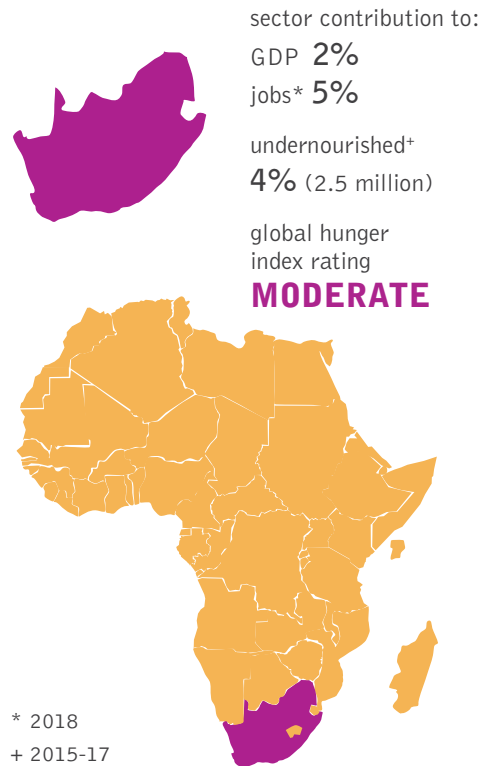 sector contribution to:
GDP 2%
jobs* 5%
undernourished+
4% (2.5 million)
global hunger
index rating
MODERATE
* 2018
+ 2015-17